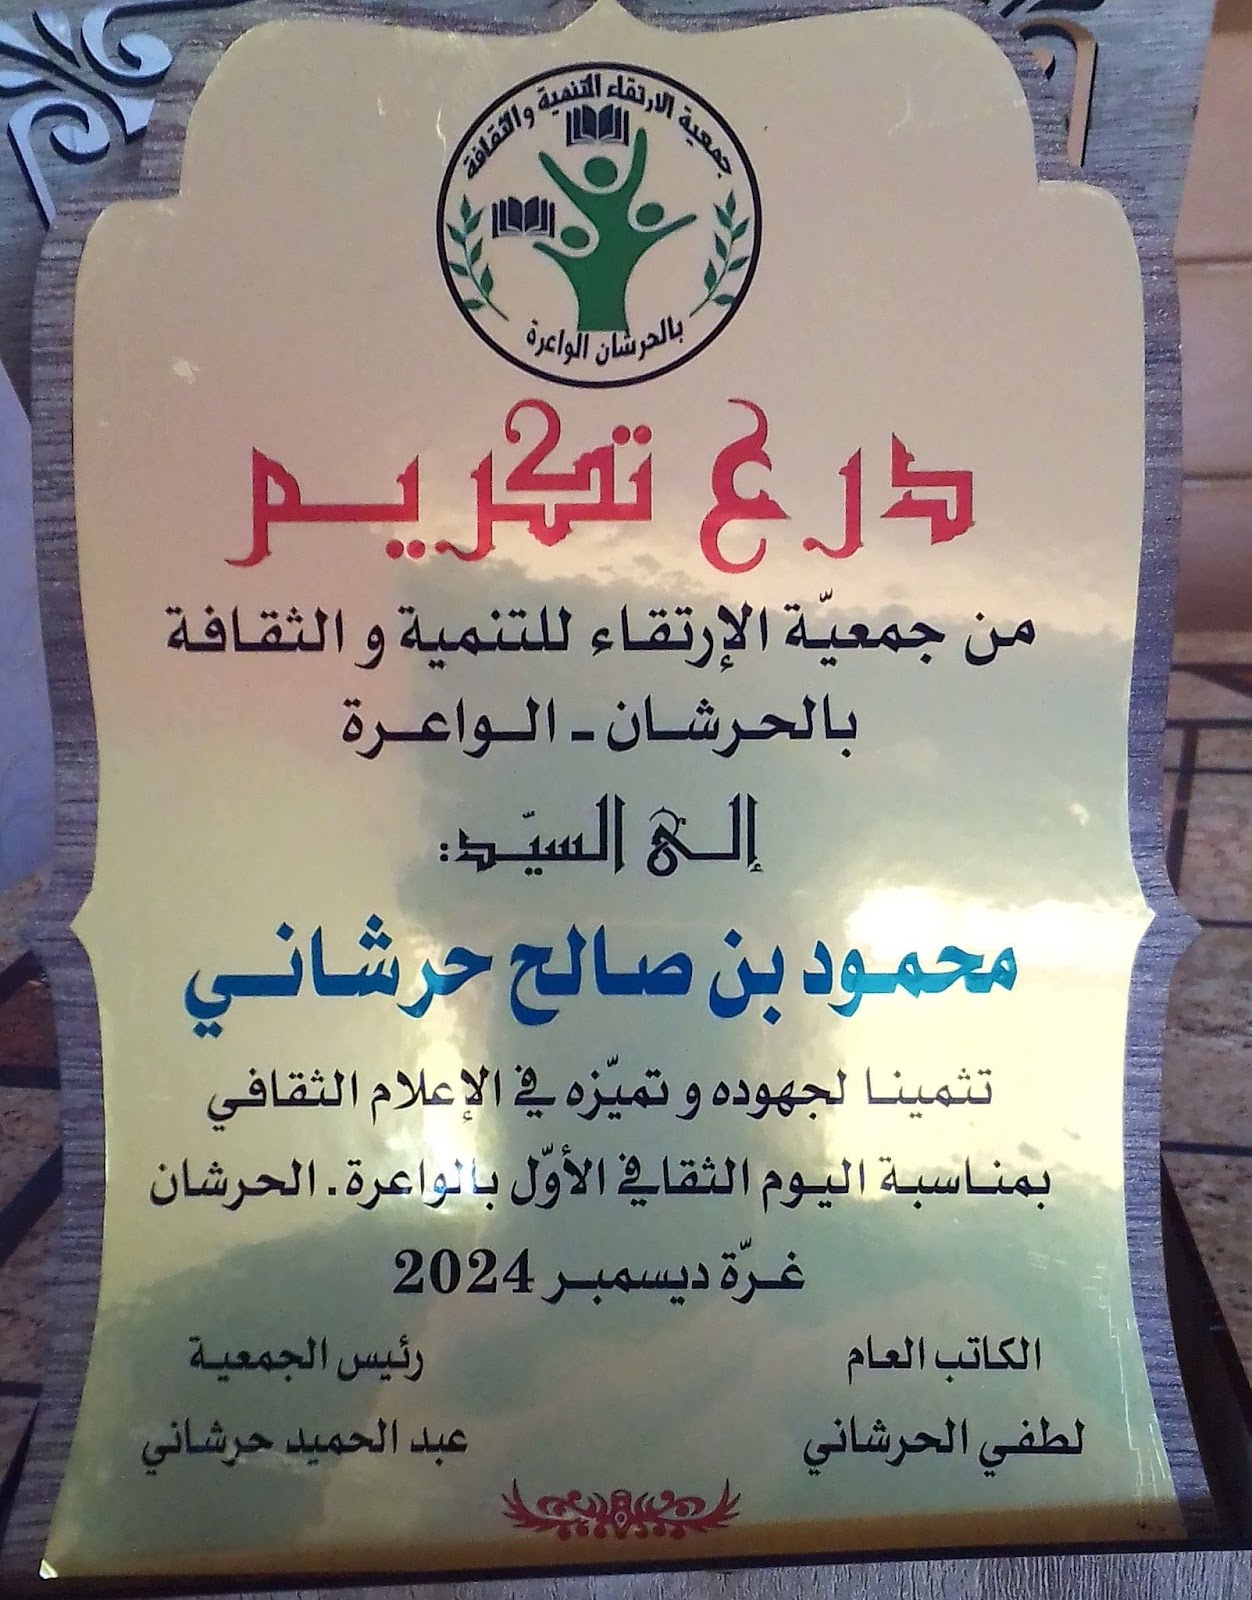 جمعية الارتقاء للتنمية والثقافة
بالحرشان الواعرة
درع تكريم
من جمعيّة الإرتقاء للتنمية و الثقافة
بالحرشان - الواعرة
إلى السيّد:
محمود بن صالح حرشاني
تثمينا لجهوده و تميّزه في الإعلام الثقافي
بمناسبة اليوم الثقافي الأوّل بالواعرة. الحرشان
غرّة ديسمبر 2024
الكاتب العام رئيس الجمعية
لطفي الحرشاني عبد الحميد حرشاني